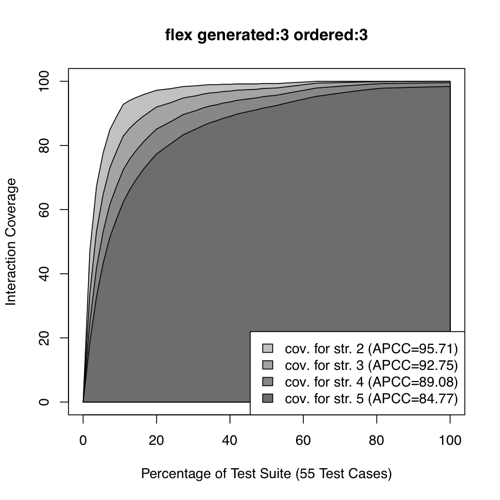 flex generated:3 ordered:3
Interaction Coverage
100
80
60
40
20
0
cov. for str. 2 (APCC=95.71)
cov. for str. 3 (APCC=92.75)
cov. for str. 4 (APCC=89.08)
cov. for str. 5 (APCC=84.77)
0 20 40 60 80 100
Percentage of Test Suite (55 Test Cases)